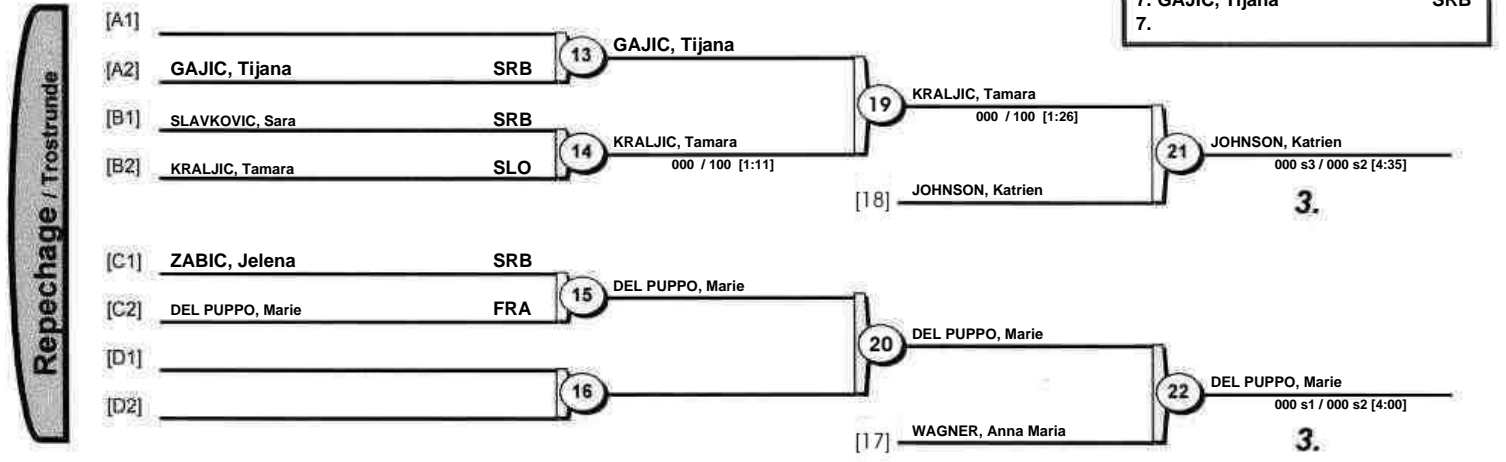 7. GAJIC, Tijana SRB
7.
Repechage / Trostrunde
[A1]
[A2] GAJIC, Tijana SRB
13 GAJIC, Tijana
[B1] SLAVKOVIC, Sara SRB
[B2] KRALJIC, Tamara SLO
14 KRALJIC, Tamara
000 / 100 [1:11]
19 KRALJIC, Tamara
000 / 100 [1:26]
[18] JOHNSON, Katrien
21 JOHNSON, Katrien
000 s3 / 000 s2 [4:35]
3.
[C1] ZABIC, Jelena SRB
[C2] DEL PUPPO, Marie FRA
15 DEL PUPPO, Marie
[D1]
[D2]
16
20 DEL PUPPO, Marie
[17] WAGNER, Anna Maria
22 DEL PUPPO, Marie
000 s1 / 000 s2 [4:00]
3.